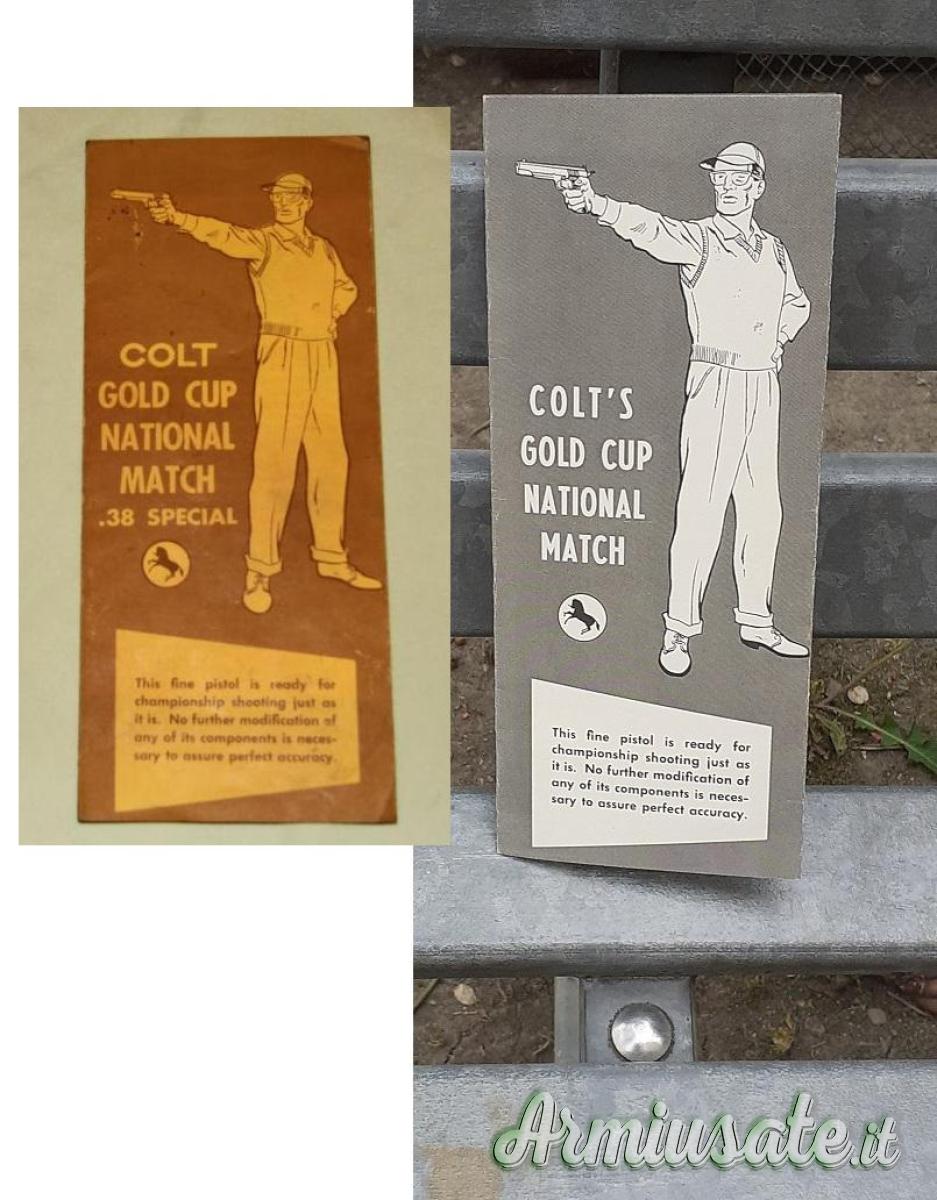 COLT
GOLD CUP
NATIONAL
MATCH
.38 SPECIAL
This fine pistol is ready for
championship shooting just as
it is. No further modification of
any of its components is neces-
sary to assure perfect accuracy.
COLT'S
GOLD CUP
NATIONAL
MATCH
This fine pistol is ready for
championship shooting just as
it is. No further modification of
any of its components is neces-
sary to assure perfect accuracy.
Armiusate.it